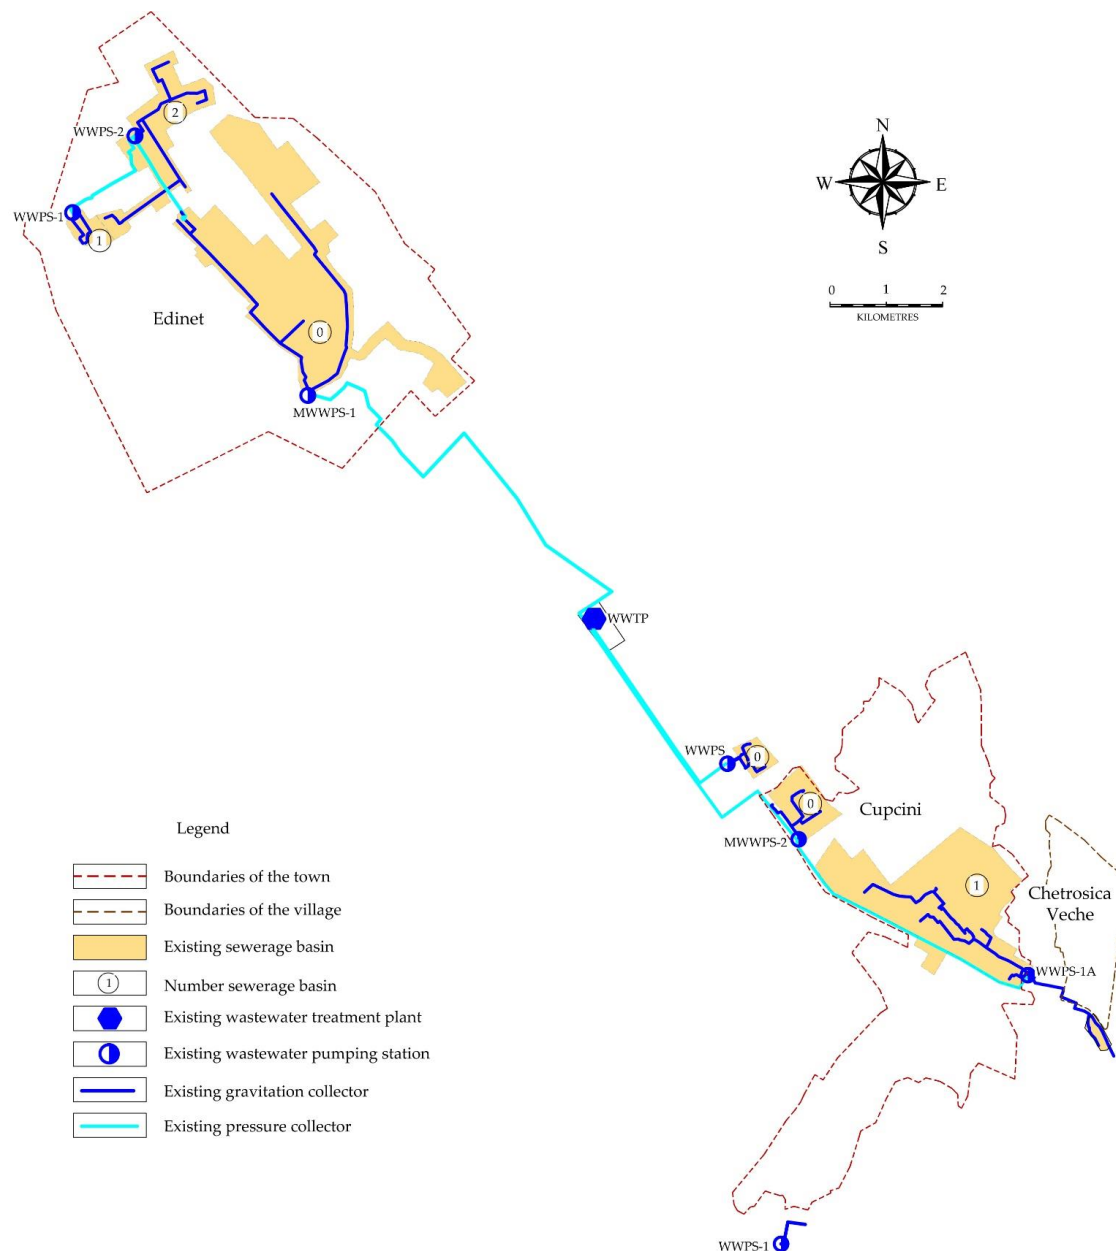 WWPS-2
2
WWPS-1
1
Edinet
0
MWWPS-1
N
W
E
S
0
1
2
KILOMETRES
WWTP
WWPS
0
0
Cupcini
MWWPS-2
1
Chetrosica
Veche
WWPS-1A
WWPS-1
Legend
Boundaries of the town
Boundaries of the village
Existing sewerage basin
1
Number sewerage basin
Existing wastewater treatment plant
Existing wastewater pumping station
Existing gravitation collector
Existing pressure collector